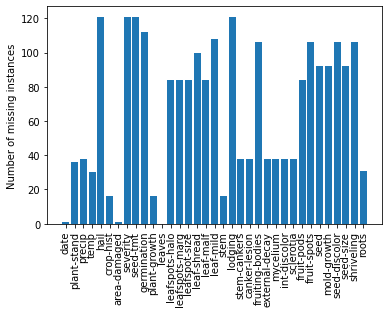 Number of missing instances
120
100
80
60
40
20
0
date
plant-stand
precip
temp
hail
crop-hist
area-damaged
severity
seed-tmt
germination
plant-growth
leaves
leafspots-halo
leafspots-marg
leafspot-size
leaf-shread
leaf-malf
leaf-mild
stem
lodging
stem-cankers
canker-lesion
fruiting-bodies
external-decay
mycelium
int-discolor
sclerotia
fruit-pods
fruit-spots
seed
mold-growth
seed-discolor
seed-size
shriveling
roots